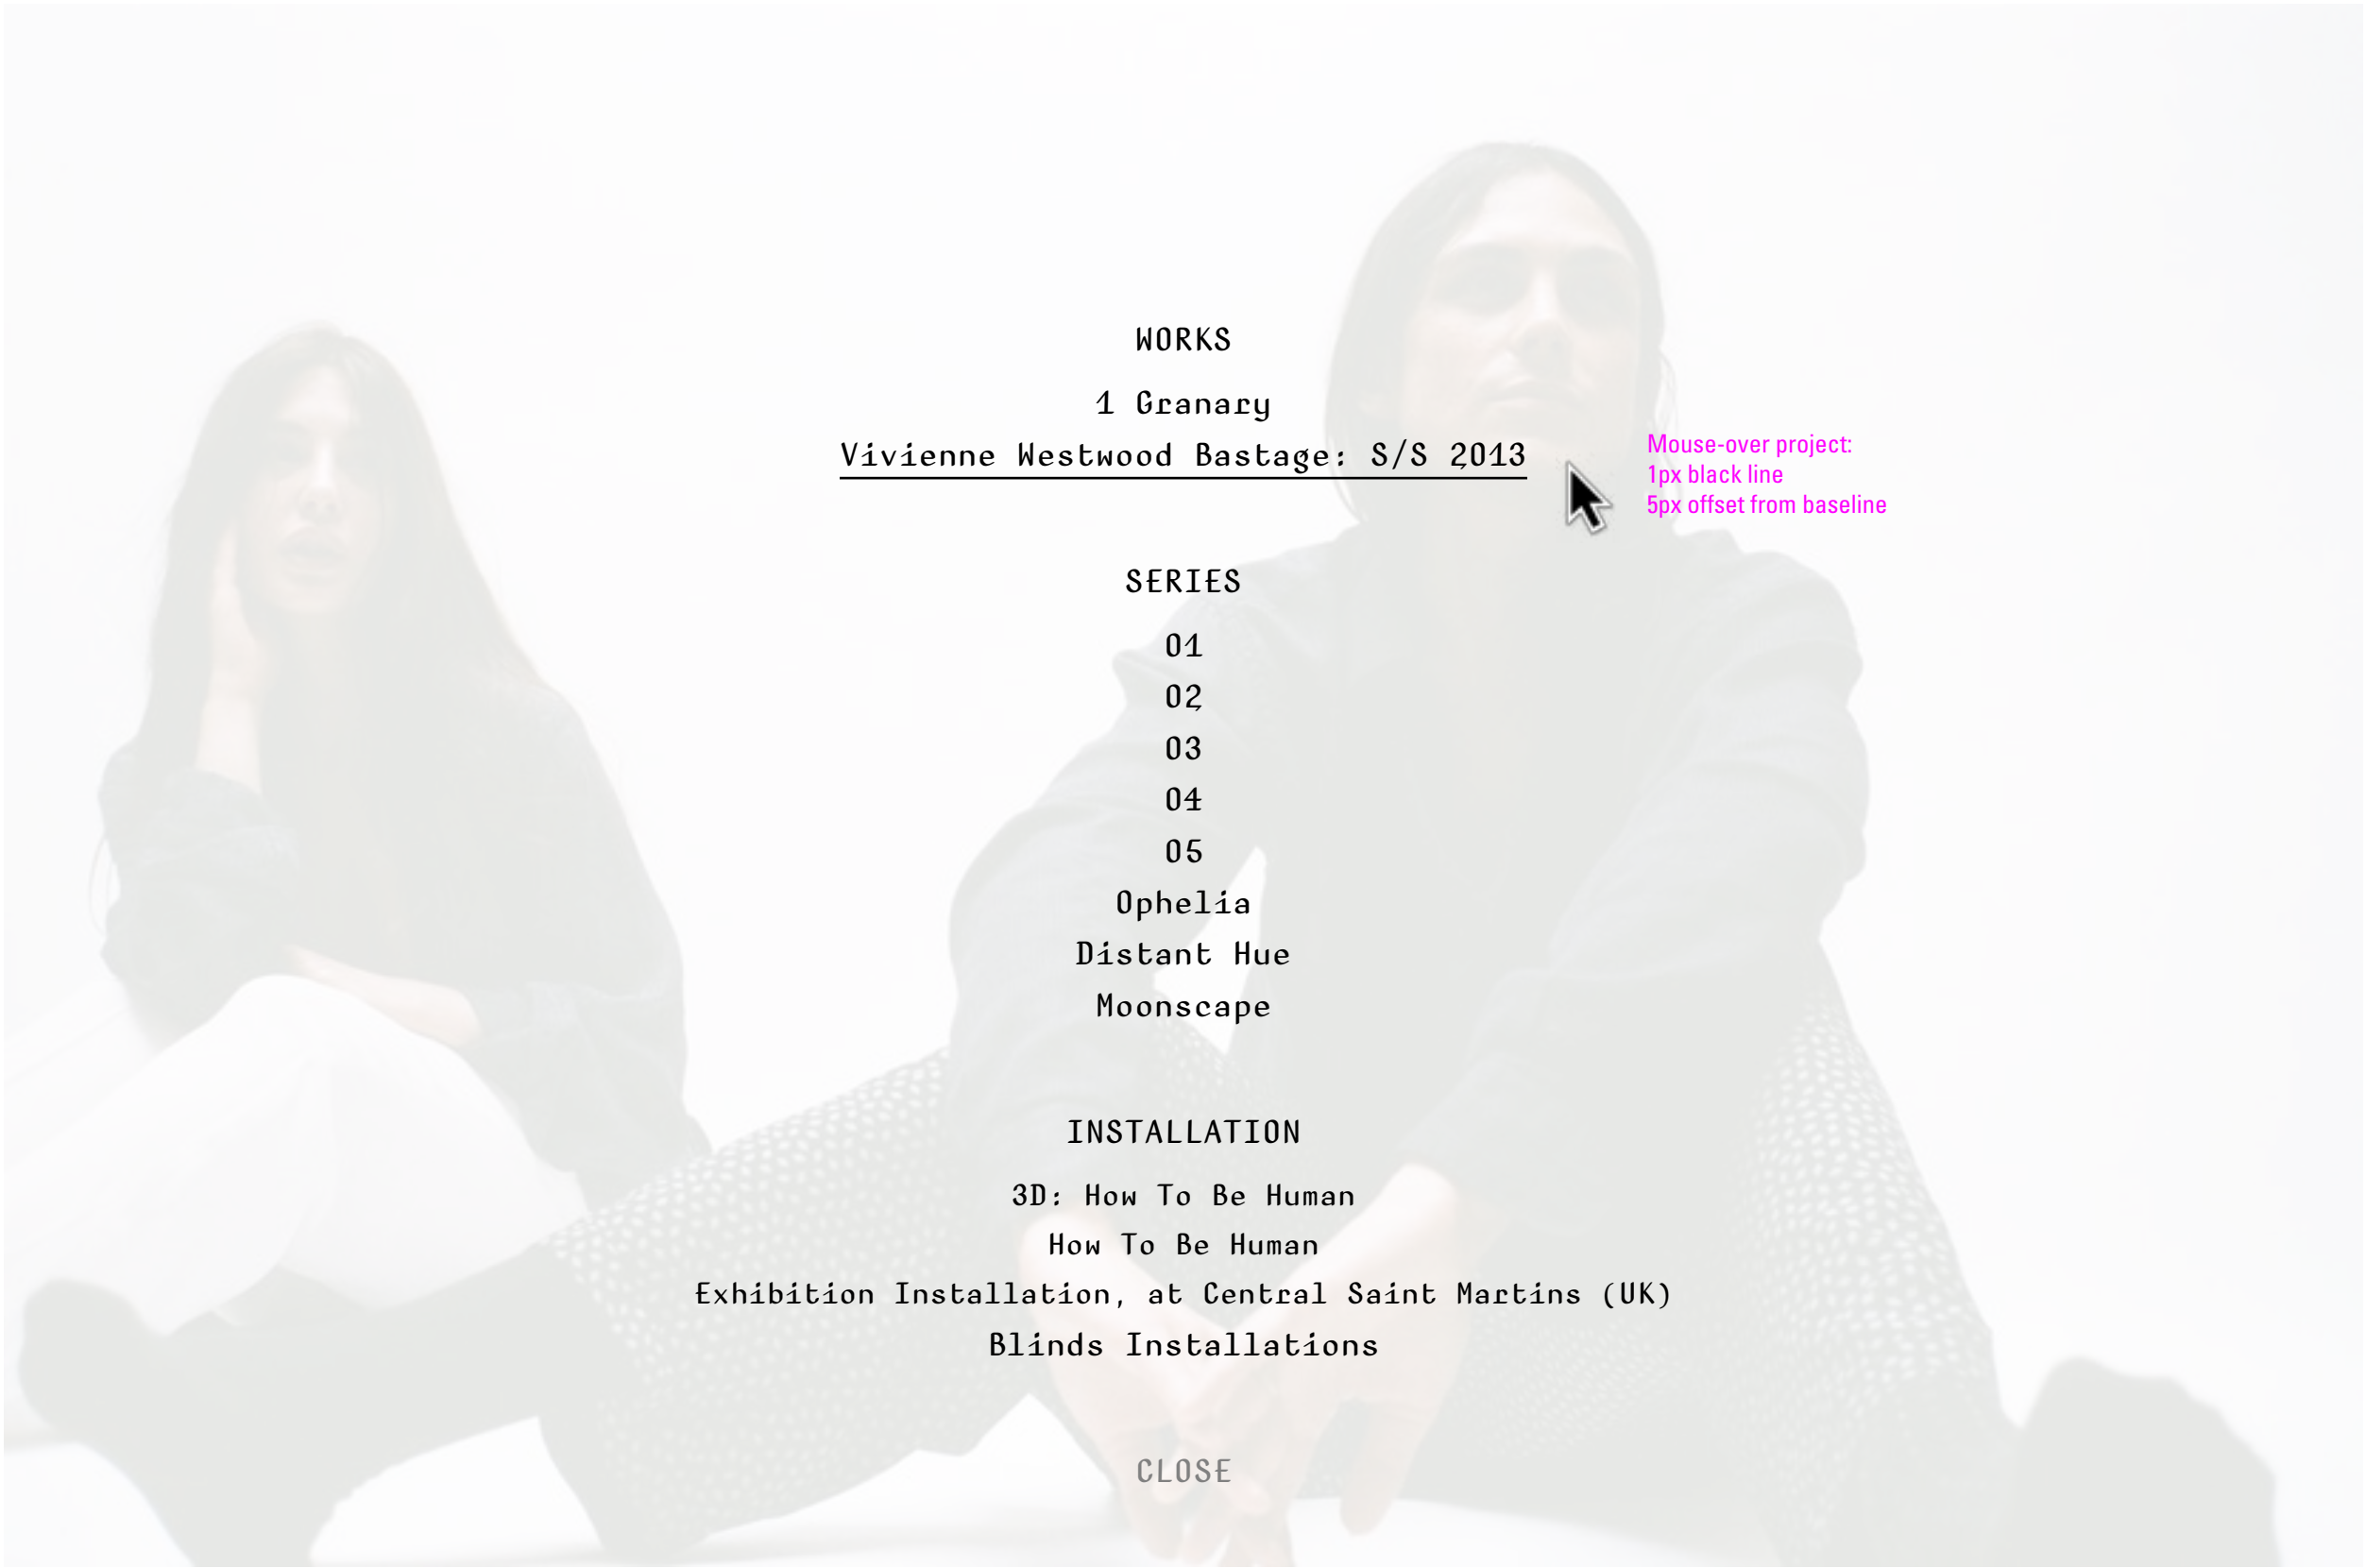 WORKS
1 Granary
Vivienne Westwood Bastage: S/S 2013
Mouse-over project:
1px black line
5px offset from baseline
SERIES
01
02
03
04
05
Ophelia
Distant Hue
Moonscape
INSTALLATION
3D: How To Be Human
How To Be Human
Exhibition Installation, at Central Saint Martins (UK)
Blinds Installations
CLOSE